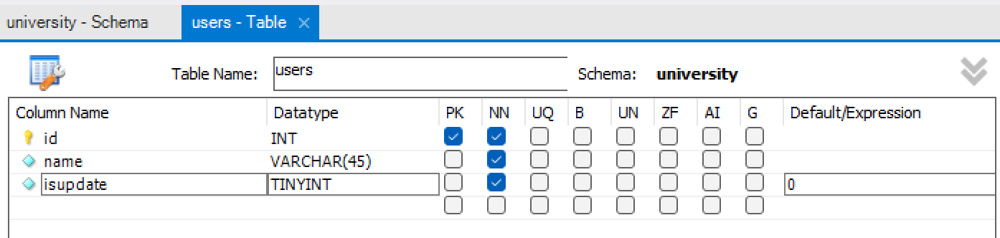 university - Schema users - Table ×
Table Name: users Schema: university
Column Name Datatype PK NN UQ B UN ZF AI G Default/Expression
id INT
name VARCHAR(45)
isupdate TINYINT 0